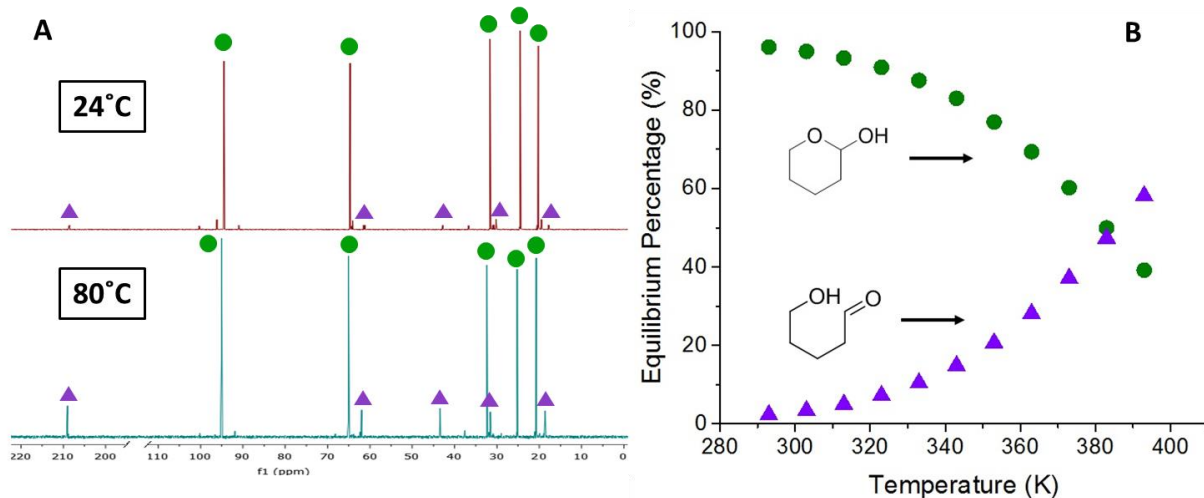 A
24˚C
80˚C
220 210 200 110 100 90 80 70 60 50 40 30 20 10 0
f1 (ppm)
B
Equilibrium Percentage (%)
100
80
60
40
20
0
O
OH
OH
O
280 300 320 340 360 380 400
Temperature (K)